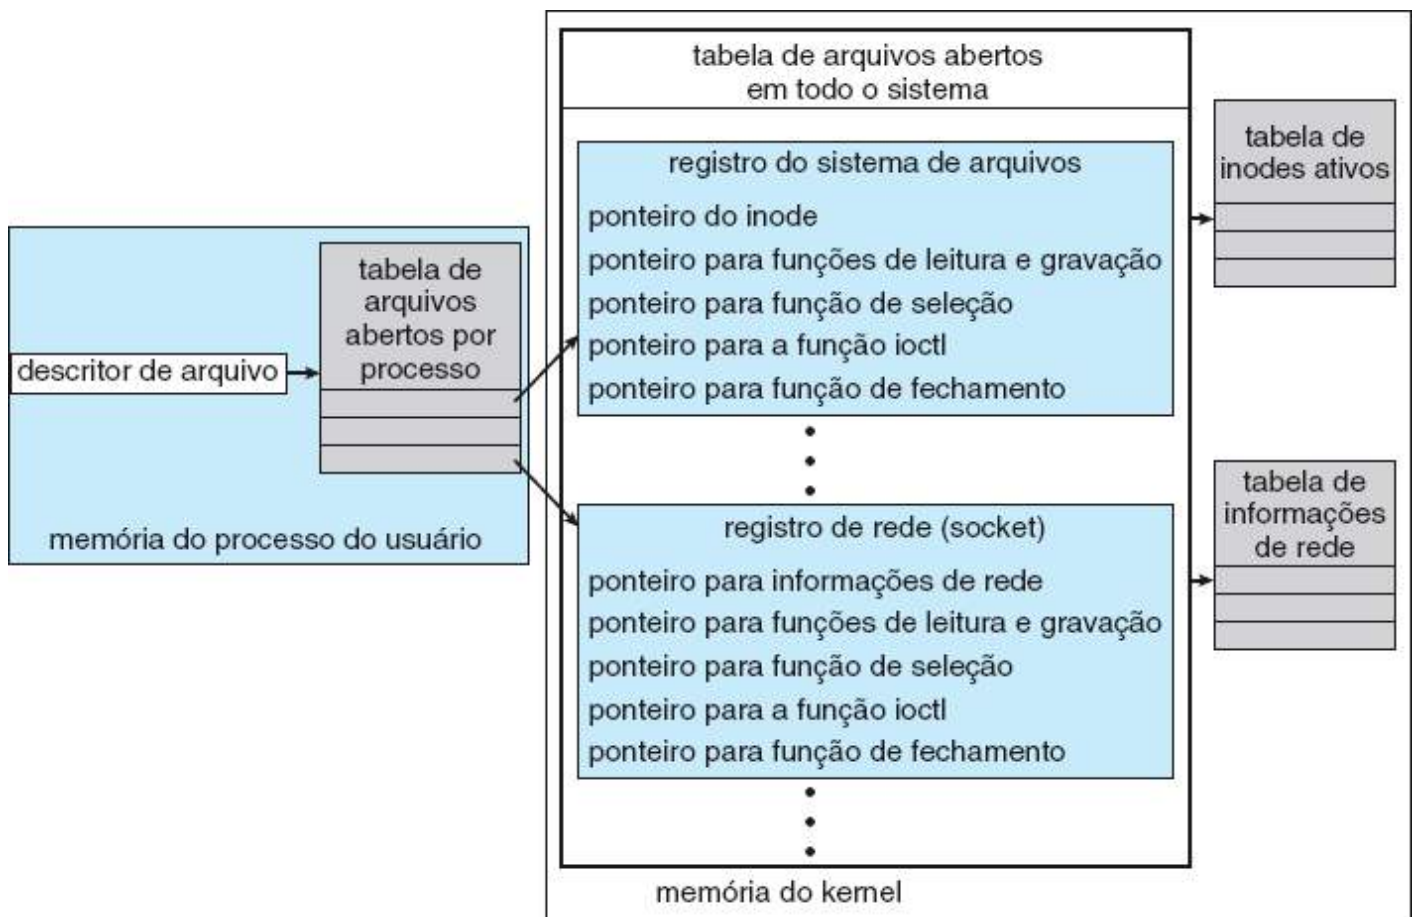 descritor de arquivo
tabela de
arquivos
abertos por
processo
memória do processo do usuário
tabela de arquivos abertos
em todo o sistema
registro do sistema de arquivos
ponteiro do inode
ponteiro para funções de leitura e gravação
ponteiro para função de seleção
ponteiro para a função ioctl
ponteiro para função de fechamento
registro de rede (socket)
ponteiro para informações de rede
ponteiro para funções de leitura e gravação
ponteiro para função de seleção
ponteiro para a função ioctl
ponteiro para função de fechamento
memória do kernel
tabela de
inodes ativos
tabela de
informações
de rede